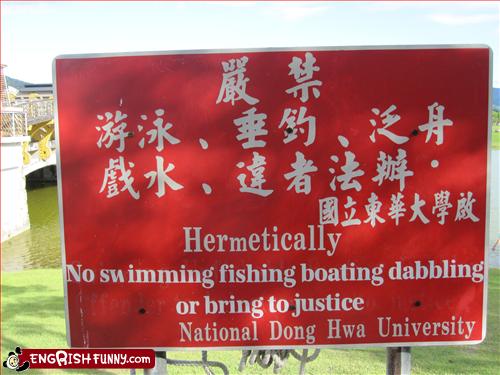 嚴禁
游泳、垂釣、泛舟
戲水、違者法辦.
國立東華大學啟
Hermetically
No swimming fishing boating dabbling
or bring to justice
National Dong Hwa University
ENGRISHFUNNY.COM